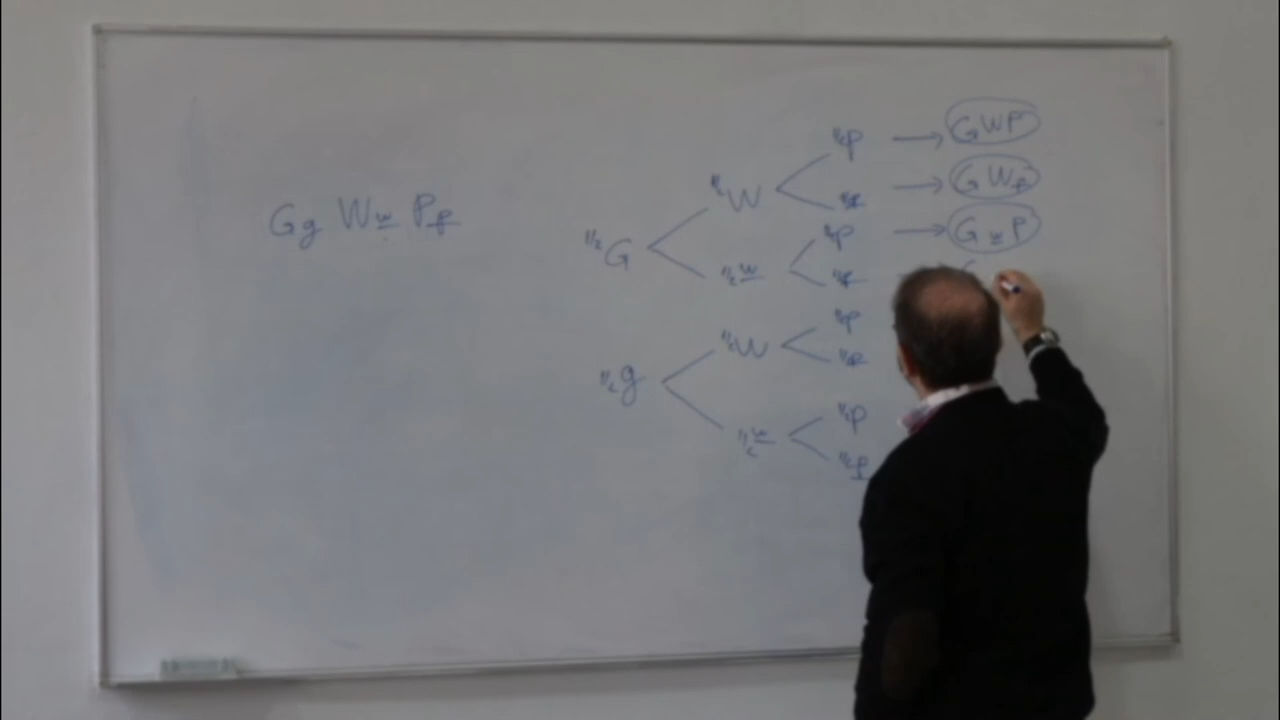 ½P → GWP
½W
½p → GWp
Gg Ww Pp
½P → GwP
½G
½w
½p G
½P
½W
½p
½g
½P
½w
½p